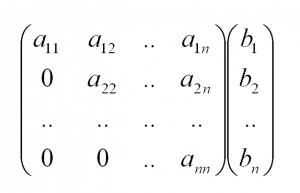 a₁₁ a₁₂ .. a₁ₙ b₁
0 a₂₂ .. a₂ₙ b₂
.. .. .. .. ..
0 0 .. aₙₙ bₙ